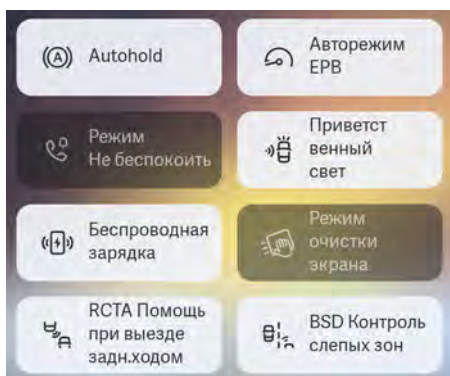 Autohold
Авторежим
EPB
Режим
Не беспокоить
Приветст
венный
свет
Беспроводная
зарядка
Режим
очистки
экрана
RCTA Помощь
при выезде
задн.ходом
BSD Контроль
слепых зон